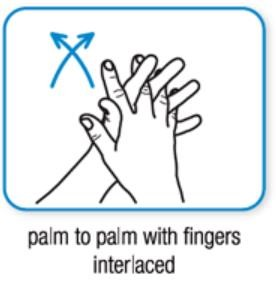 palm to palm with fingers
interlaced